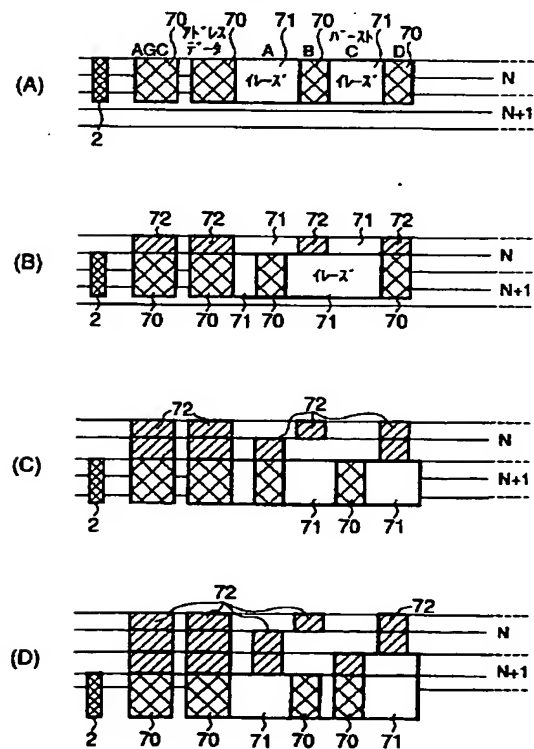 70 ｱﾄﾞﾚｽ 70 71 70 ﾊﾞｰｽﾄ 71 70
AGC ﾃﾞｰﾀ A B C D
(A) ｲﾚｰｽﾞ ｲﾚｰｽﾞ N
N+1
2
72 72 71 72 71 72
N
(B) ｲﾚｰｽﾞ N+1
2 70 70 71 70 71 70
72 72
(C) N
N+1
2 71 70 71
72 72
N
(D) N+1
2 70 70 71 70 70 71